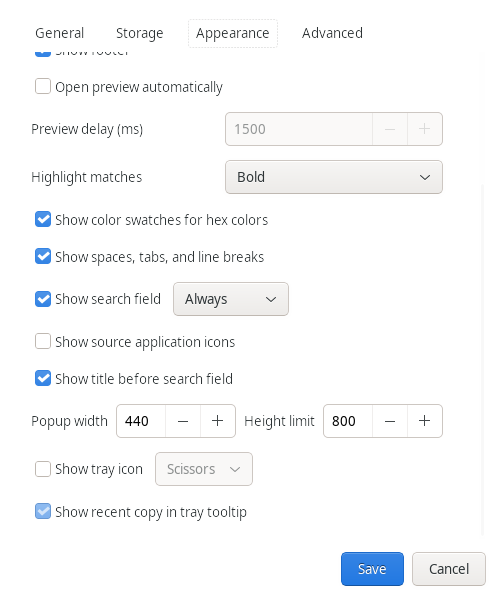 General Storage Appearance Advanced
Show footer
Open preview automatically
Preview delay (ms) 1500
Highlight matches Bold
Show color swatches for hex colors
Show spaces, tabs, and line breaks
Show search field Always
Show source application icons
Show title before search field
Popup width 440 Height limit 800
Show tray icon Scissors
Show recent copy in tray tooltip
Save Cancel